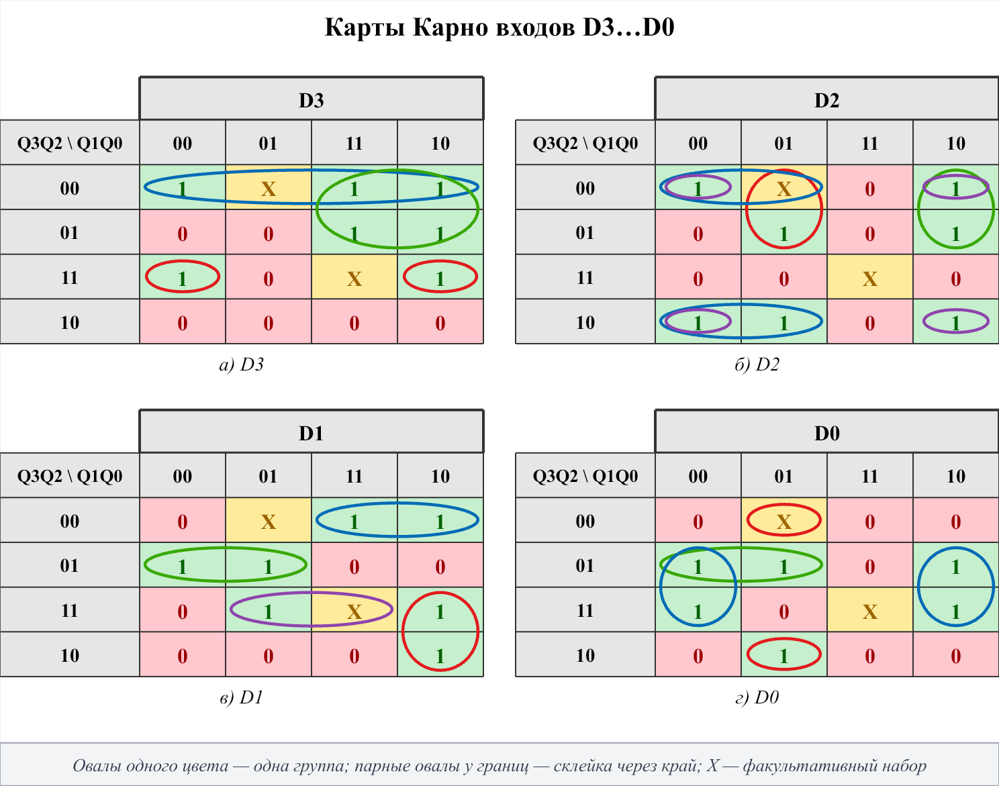 Карты Карно входов D3…D0
D3
Q3Q2 \ Q1Q0 00 01 11 10
00 1 X 1 1
01 0 0 1 1
11 1 0 X 1
10 0 0 0 0
а) D3
D2
Q3Q2 \ Q1Q0 00 01 11 10
00 1 X 0 1
01 0 1 0 1
11 0 0 X 0
10 1 1 0 1
б) D2
D1
Q3Q2 \ Q1Q0 00 01 11 10
00 0 X 1 1
01 1 1 0 0
11 0 1 X 1
10 0 0 0 1
в) D1
D0
Q3Q2 \ Q1Q0 00 01 11 10
00 0 X 0 0
01 1 1 0 1
11 1 0 X 1
10 0 1 0 0
г) D0
Овалы одного цвета — одна группа; парные овалы у границ — склейка через край; X — факультативный набор